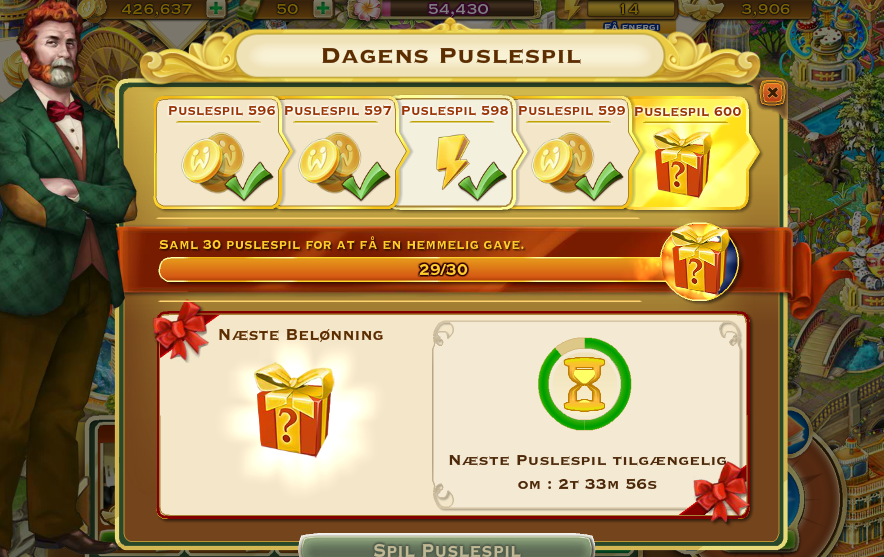 426,637
50
54,430
14
3,906
Få energi
Dagens Puslespil
Puslespil 596
Puslespil 597
Puslespil 598
Puslespil 599
Puslespil 600
Saml 30 puslespil for at få en hemmelig gave.
29/30
Næste Belønning
Næste Puslespil tilgængelig
om : 2t 33m 56s
Spil Puslespil